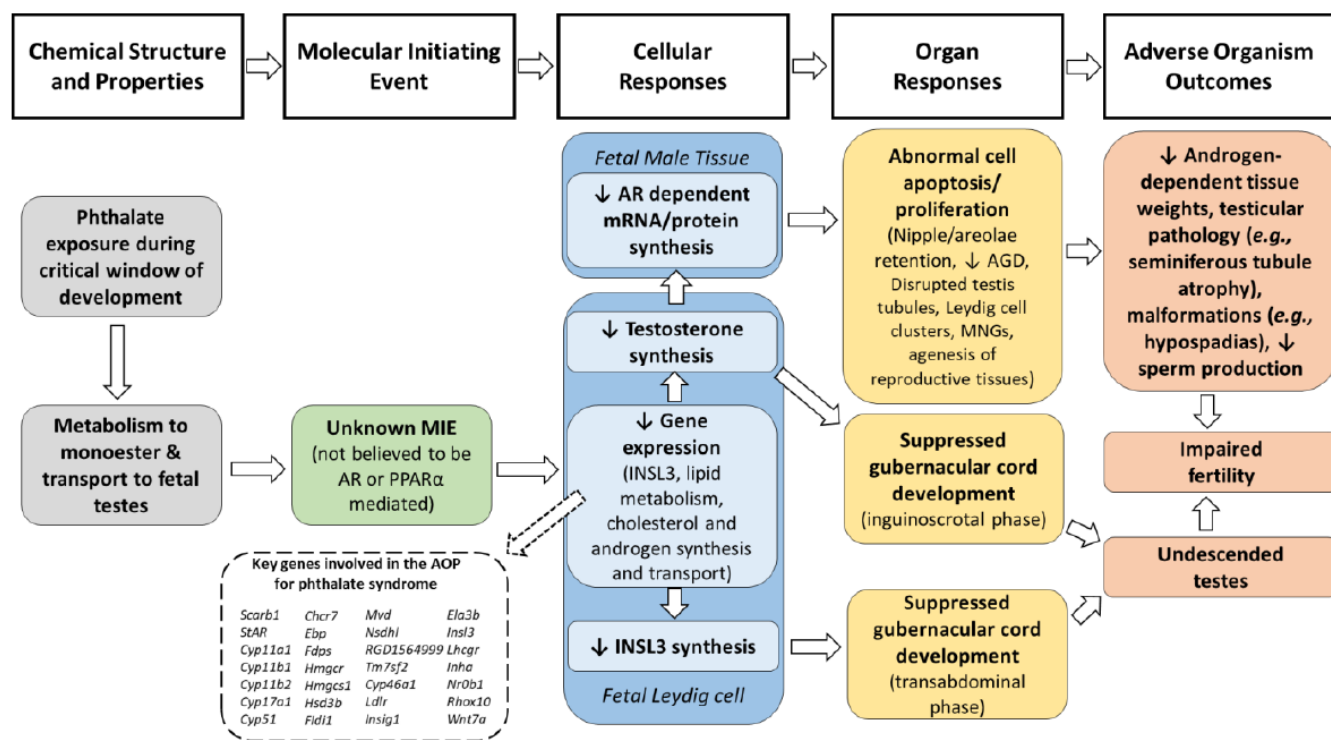 Chemical Structure
and Properties
Molecular Initiating
Event
Cellular
Responses
Organ
Responses
Adverse Organism
Outcomes
Phthalate
exposure during
critical window of
development
Metabolism to
monoester &
transport to fetal
testes
Unknown MIE
(not believed to be
AR or PPARα
mediated)
Key genes involved in the AOP
for phthalate syndrome
Scarb1 Chcr7 Mvd Ela3b
StAR Ebp Nsdhl Insl3
Cyp11a1 Fdps RGD1564999 Lhcgr
Cyp11b1 Hmgcr Tm7sf2 Inha
Cyp11b2 Hmgcs1 Cyp46a1 Nr0b1
Cyp17a1 Hsd3b Ldlr Rhox10
Cyp51 Fidi1 Insig1 Wnt7a
Fetal Male Tissue
↓ AR dependent
mRNA/protein
synthesis
↓ Testosterone
synthesis
↓ Gene
expression
(INSL3, lipid
metabolism,
cholesterol and
androgen synthesis
and transport)
↓ INSL3 synthesis
Fetal Leydig cell
Abnormal cell
apoptosis/
proliferation
(Nipple/areolae
retention, ↓ AGD,
Disrupted testis
tubules, Leydig cell
clusters, MNGs,
agenesis of
reproductive tissues)
Suppressed
gubernacular cord
development
(inguinoscrotal phase)
Suppressed
gubernacular cord
development
(transabdominal
phase)
↓ Androgen-
dependent tissue
weights, testicular
pathology (e.g.,
seminiferous tubule
atrophy),
malformations (e.g.,
hypospadias), ↓
sperm production
Impaired
fertility
Undescended
testes